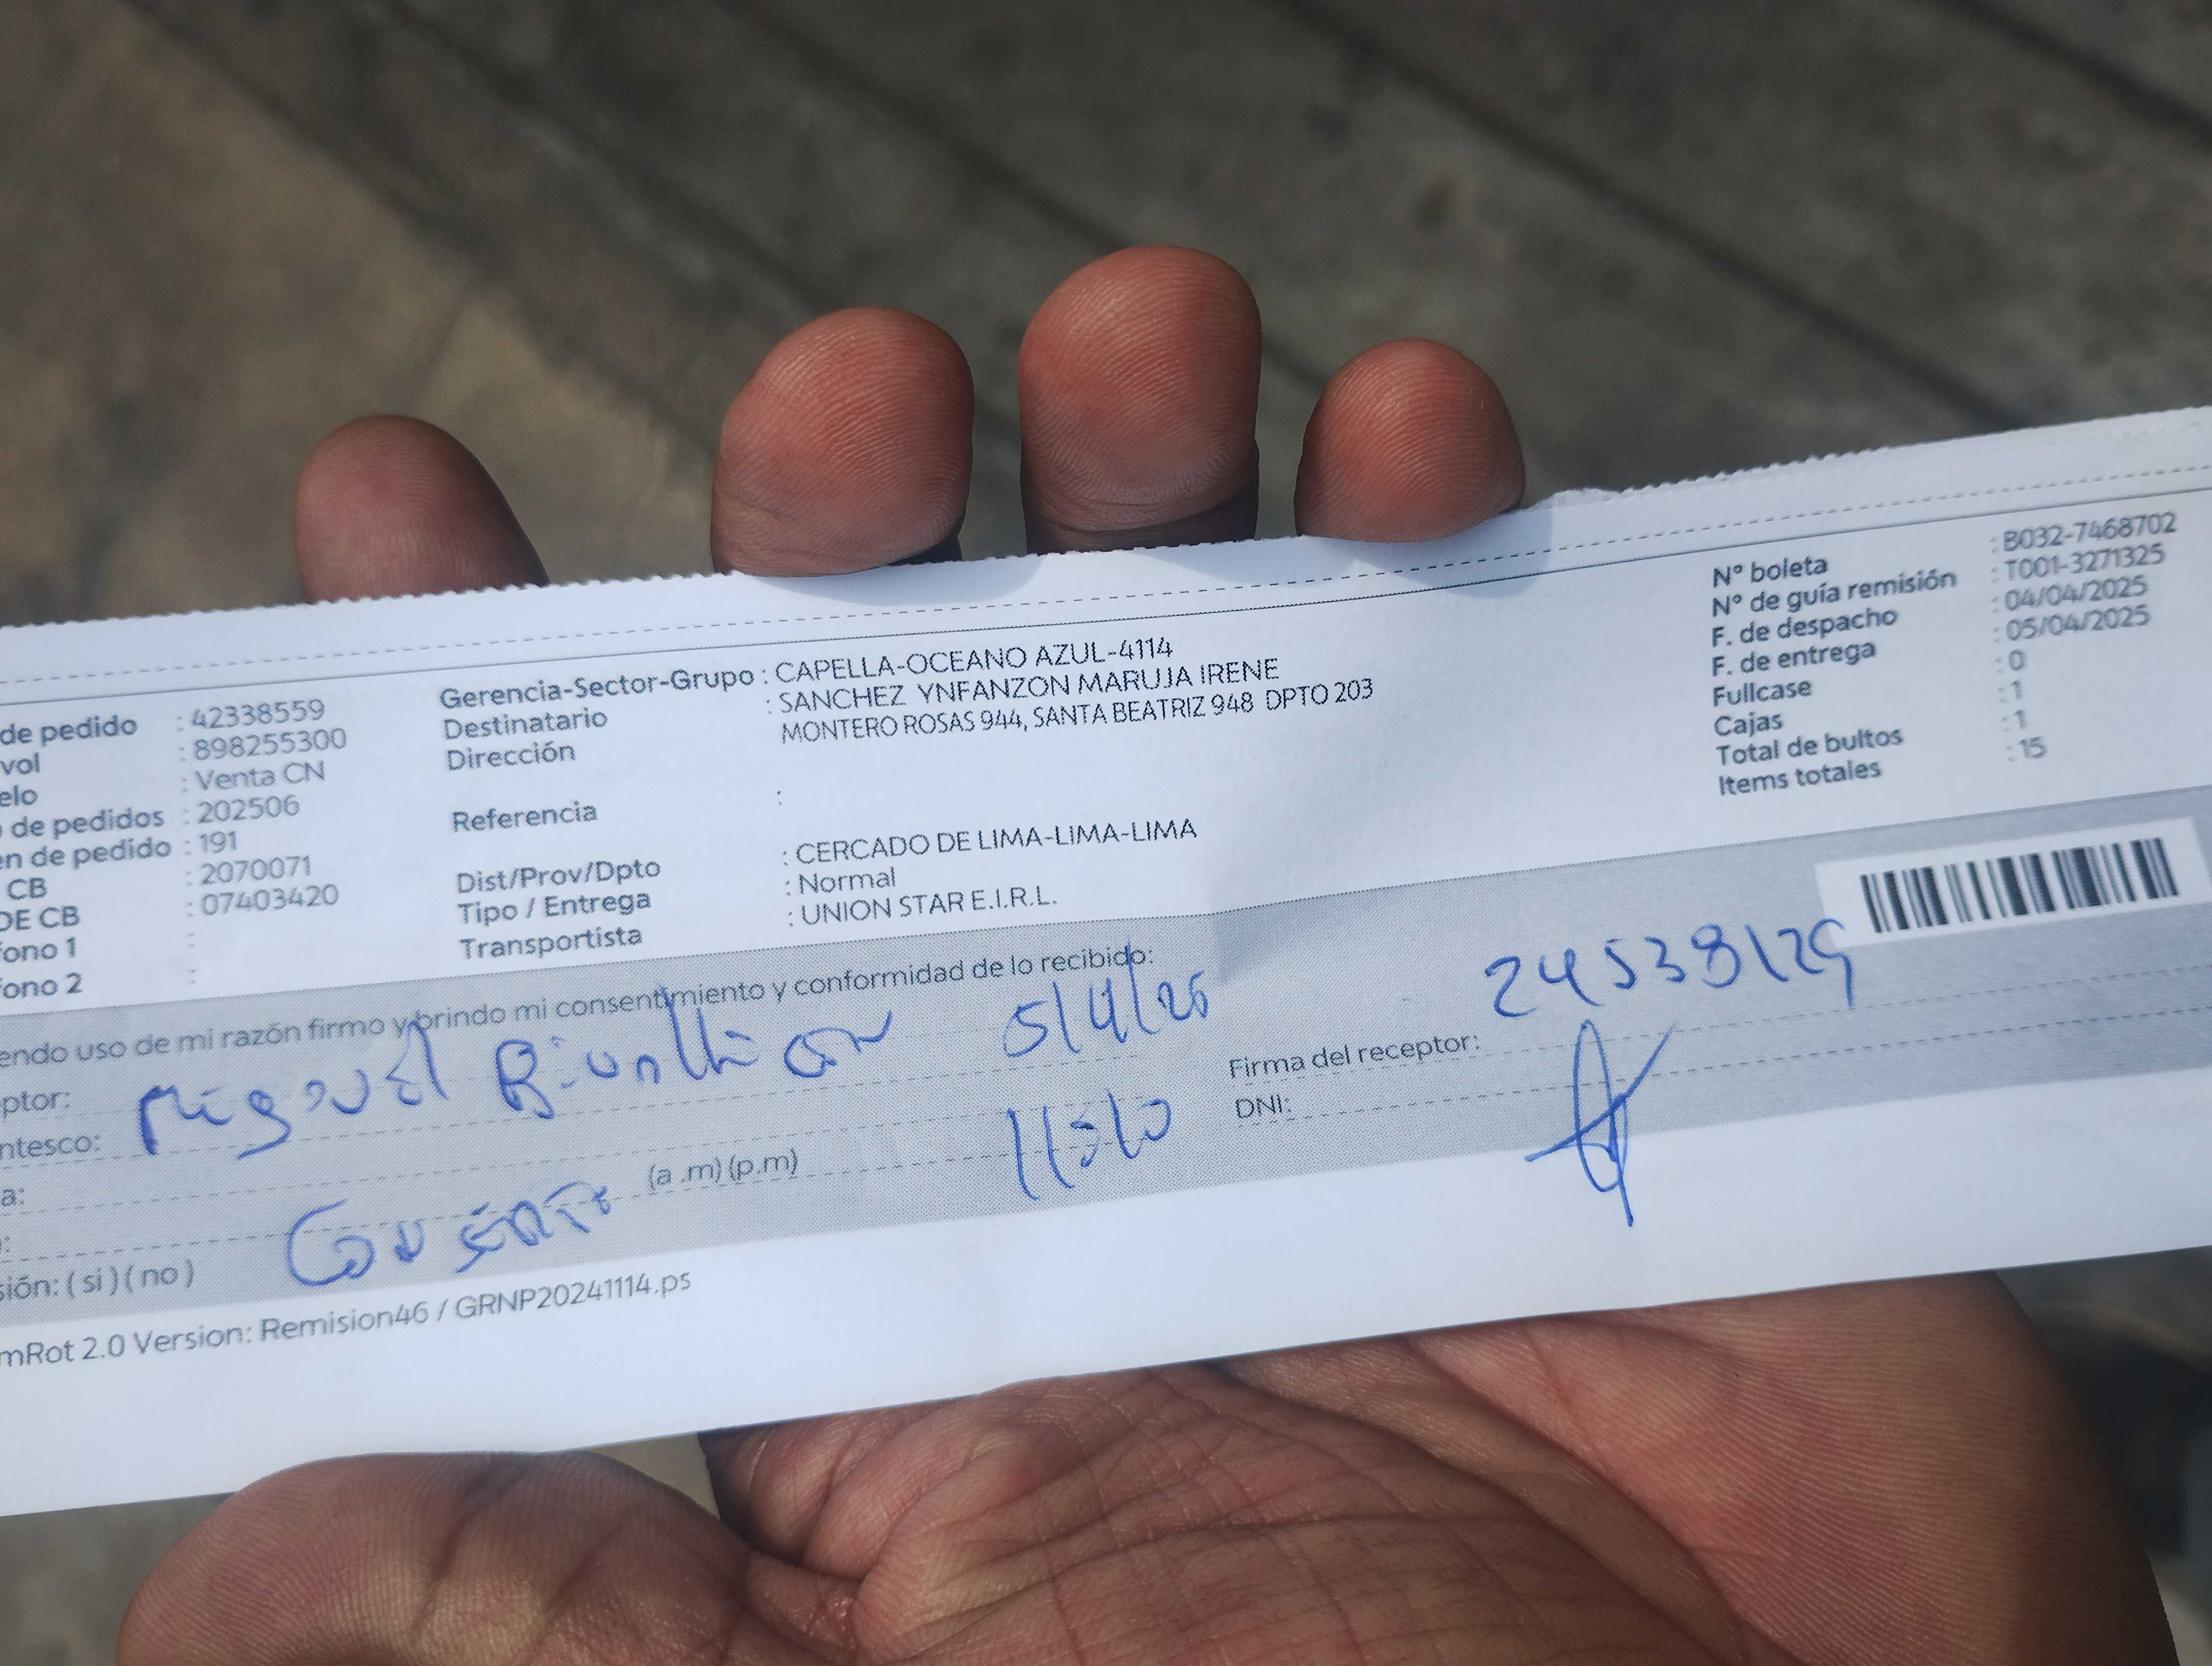 de pedido : 42338559
vol : 898255300
elo : Venta CN
de pedidos : 202506
en de pedido : 191
CB : 2070071
DE CB : 07403420
fono 1 :
fono 2 :
Gerencia-Sector-Grupo : CAPELLA-OCEANO AZUL-4114
Destinatario : SANCHEZ YNFANZON MARUJA IRENE
Dirección MONTERO ROSAS 944, SANTA BEATRIZ 948 DPTO 203
Referencia :
Dist/Prov/Dpto : CERCADO DE LIMA-LIMA-LIMA
Tipo / Entrega : Normal
Transportista : UNION STAR E.I.R.L.
N° boleta : B032-7468702
N° de guía remisión : T001-3271325
F. de despacho : 04/04/2025
F. de entrega : 05/04/2025
Fullcase : 0
Cajas : 1
Total de bultos : 1
Items totales : 15
endo uso de mi razón firmo y brindo mi consentimiento y conformidad de lo recibido:
ptor: Miguel 5/4/25
ntesco:
a: (a .m) (p.m) 11:10
sión: ( si ) ( no )
Firma del receptor: 24538129
DNI:
mRot 2.0 Version: Remision46 / GRNP20241114.ps